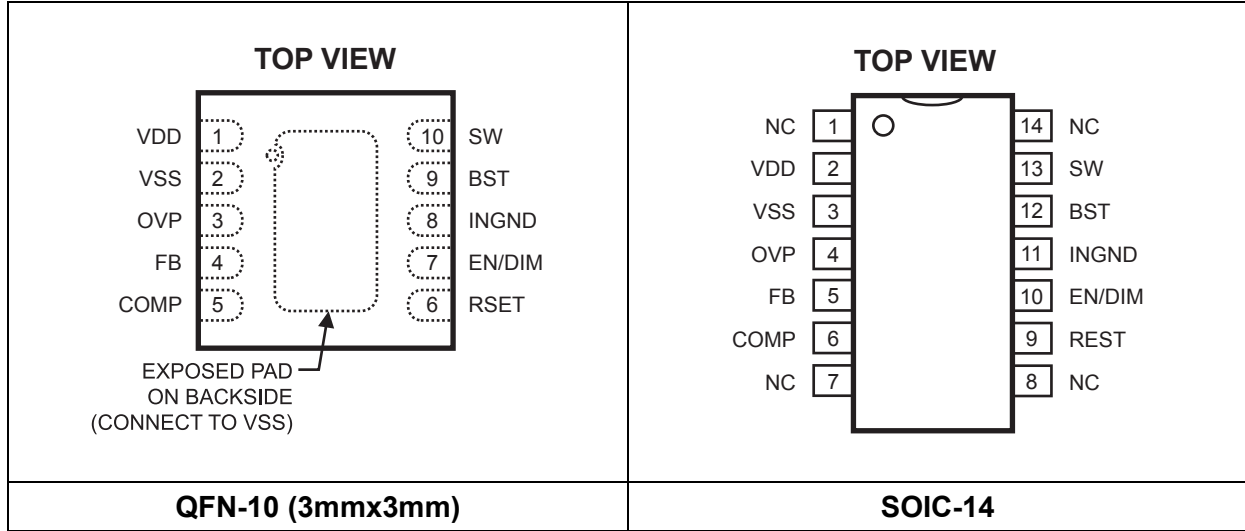 TOP VIEW
VDD 1
VSS 2
OVP 3
FB 4
COMP 5
10 SW
9 BST
8 INGND
7 EN/DIM
6 RSET
EXPOSED PAD
ON BACKSIDE
(CONNECT TO VSS)
QFN-10 (3mmx3mm)
TOP VIEW
NC 1
VDD 2
VSS 3
OVP 4
FB 5
COMP 6
NC 7
14 NC
13 SW
12 BST
11 INGND
10 EN/DIM
9 REST
8 NC
SOIC-14